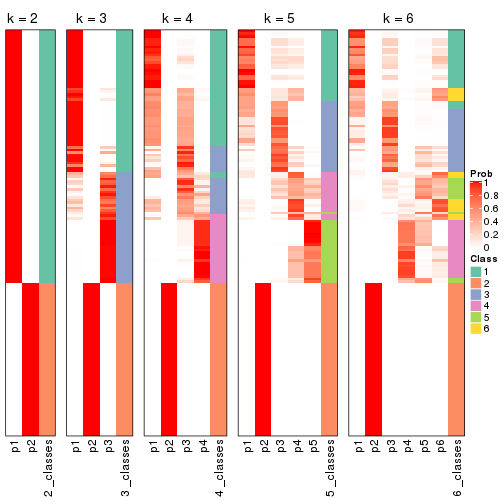 k = 2
k = 3
k = 4
k = 5
k = 6
Prob
1
0.8
0.6
0.4
0.2
0
Class
1
2
3
4
5
6
p1
p2
2_classes
p1
p2
p3
3_classes
p1
p2
p3
p4
4_classes
p1
p2
p3
p4
p5
5_classes
p1
p2
p3
p4
p5
p6
6_classes